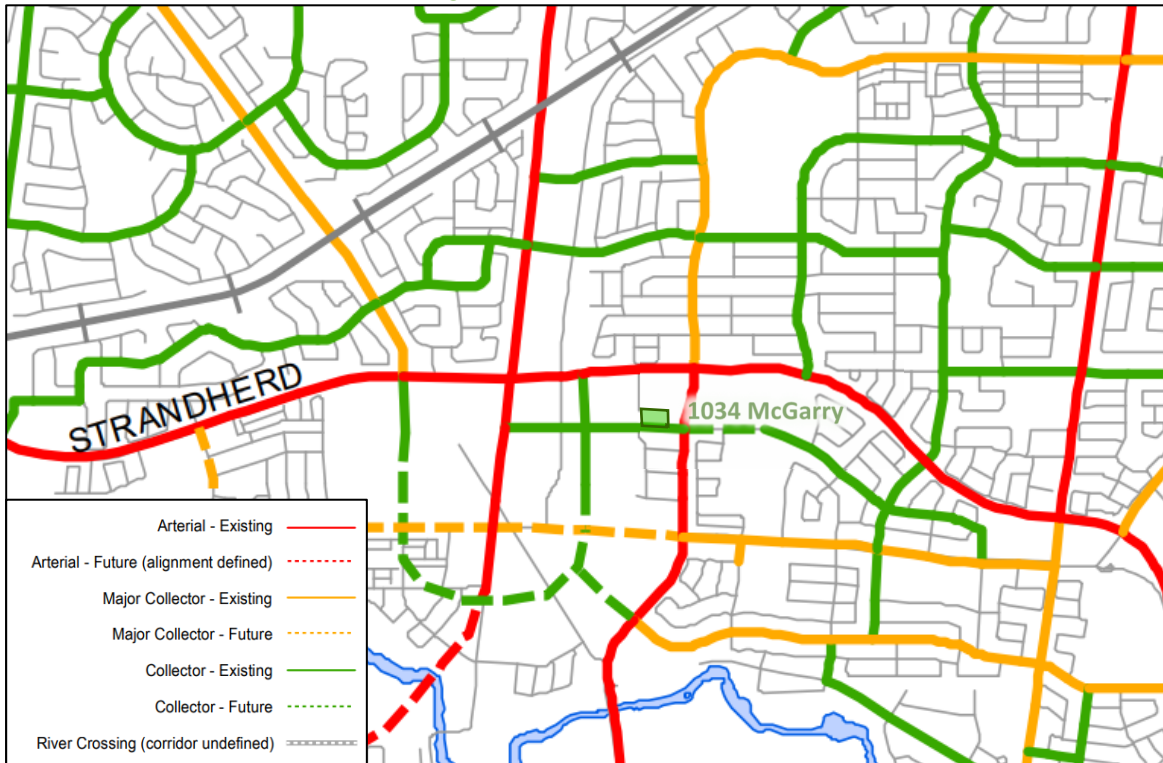 STRANDHERD
1034 McGarry
Arterial - Existing
Arterial - Future (alignment defined)
Major Collector - Existing
Major Collector - Future
Collector - Existing
Collector - Future
River Crossing (corridor undefined)